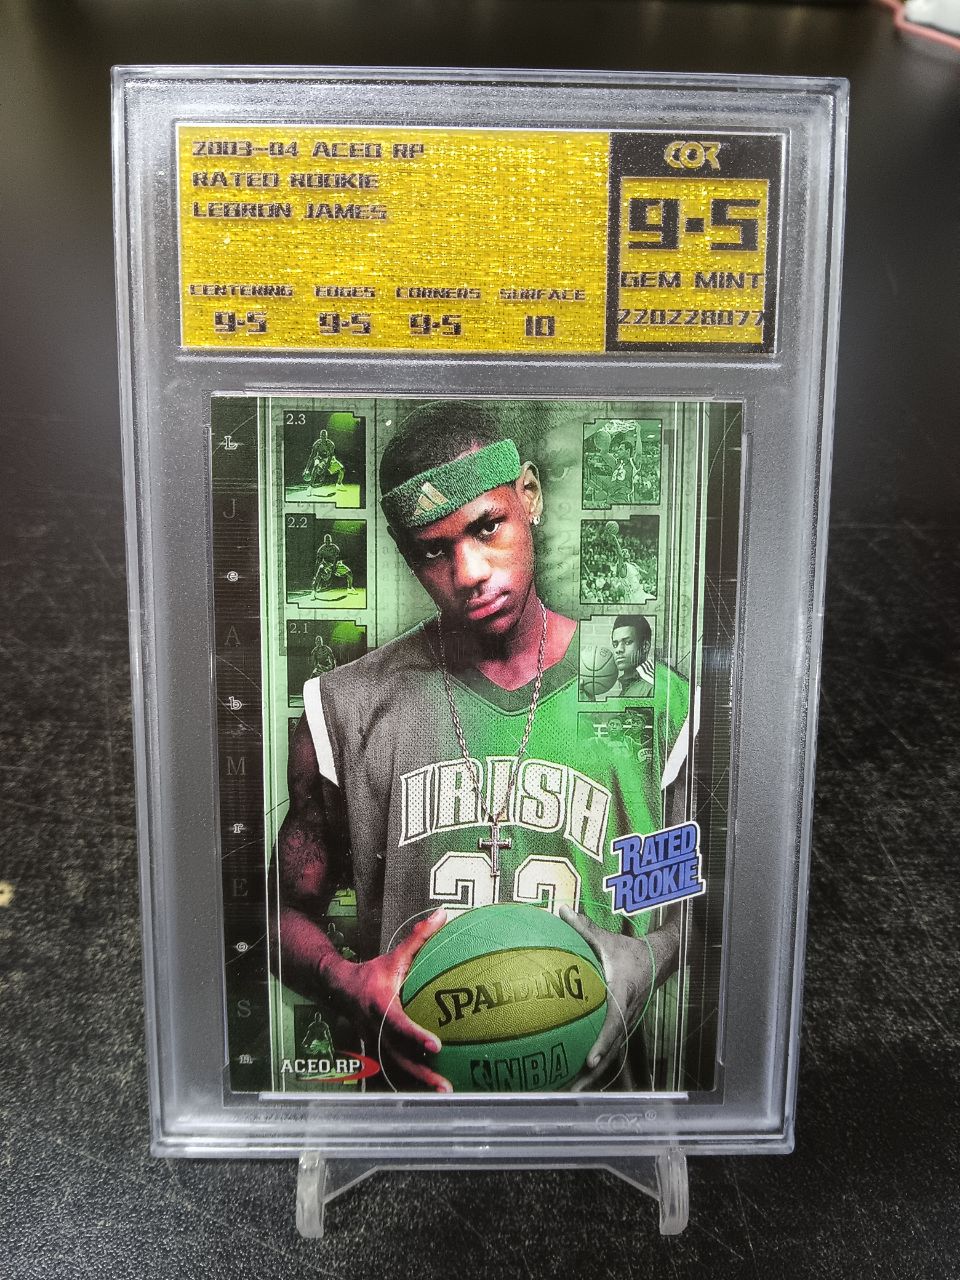 2003-04 ACEO RP
RATED ROOKIE
LEBRON JAMES
CENTERING EDGES CORNERS SURFACE
9.5 9.5 9.5 10
COR
9.5
GEM MINT
220228077
L
J
e
A
b
M
r
E
o
S
n
2.3
2.2
2.1
IRISH
23
RATED
ROOKIE
SPALDING
NBA
ACEO RP
COR®